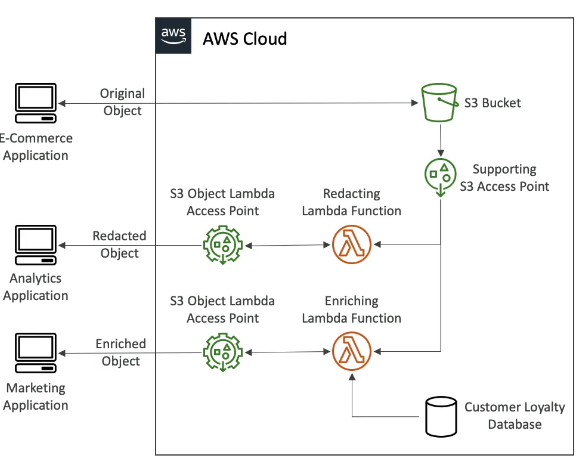 aws
AWS Cloud
Original
Object
S3 Bucket
E-Commerce
Application
Supporting
S3 Access Point
S3 Object Lambda
Access Point
Redacting
Lambda Function
Redacted
Object
Analytics
Application
S3 Object Lambda
Access Point
Enriching
Lambda Function
Enriched
Object
Marketing
Application
Customer Loyalty
Database